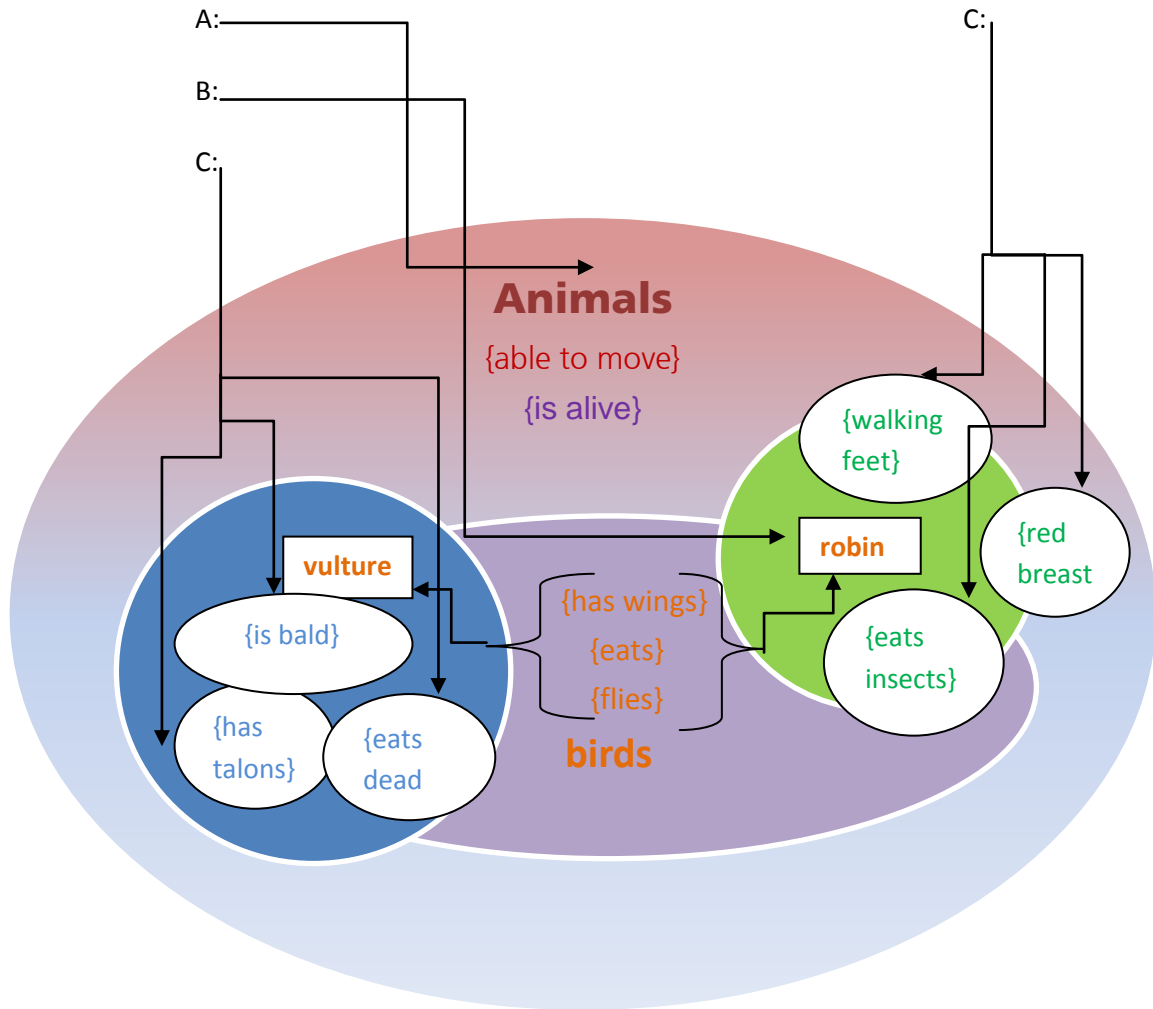 A:
C:
B:
C:
Animals
{able to move}
{is alive}
{walking
feet}
{red
breast
robin
vulture
{has wings}
{is bald}
{eats}
{eats
insects}
{flies}
{has
talons}
{eats
dead
birds